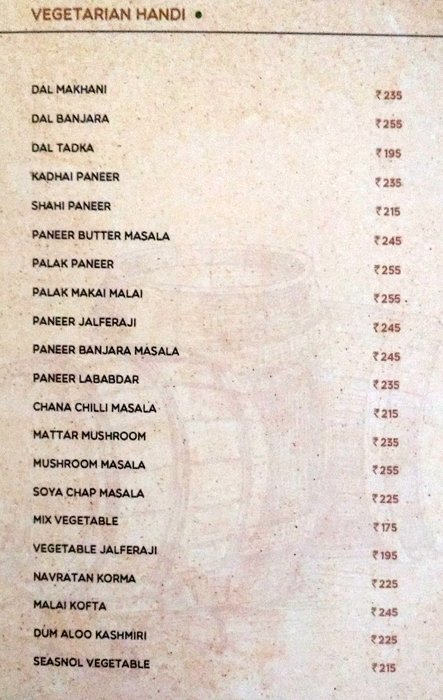 VEGETARIAN HANDI
DAL MAKHANI ₹235
DAL BANJARA ₹255
DAL TADKA ₹195
KADHAI PANEER ₹235
SHAHI PANEER ₹215
PANEER BUTTER MASALA ₹245
PALAK PANEER ₹255
PALAK MAKAI MALAI ₹255
PANEER JALFERAJI ₹245
PANEER BANJARA MASALA ₹245
PANEER LABABDAR ₹235
CHANA CHILLI MASALA ₹215
MATTAR MUSHROOM ₹235
MUSHROOM MASALA ₹255
SOYA CHAP MASALA ₹225
MIX VEGETABLE ₹175
VEGETABLE JALFERAJI ₹195
NAVRATAN KORMA ₹225
MALAI KOFTA ₹245
DUM ALOO KASHMIRI ₹225
SEASNOL VEGETABLE ₹215